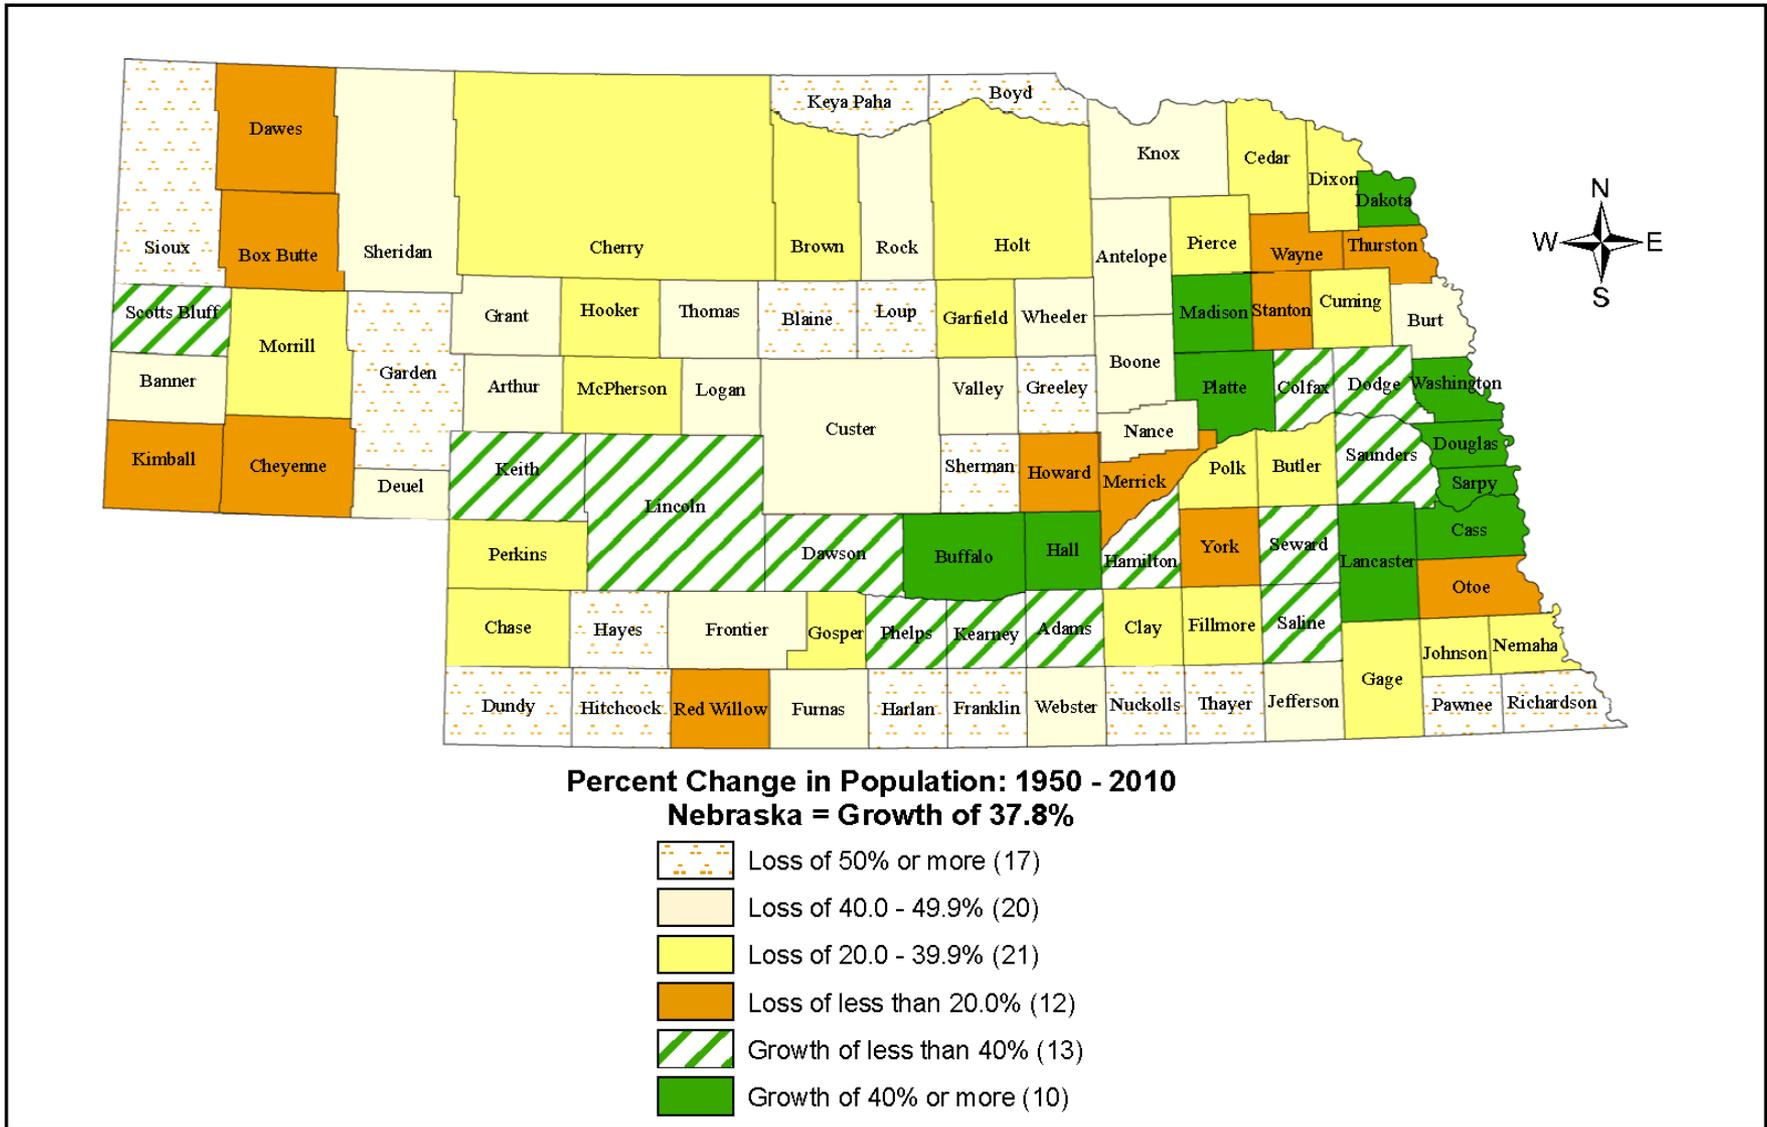 Keya Paha
Boyd
Dawes
Knox
Cedar
Dixon
Dakota
N
W
E
S
Sioux
Box Butte
Sheridan
Cherry
Brown
Rock
Holt
Antelope
Pierce
Wayne
Thurston
Scotts Bluff
Morrill
Grant
Hooker
Thomas
Blaine
Loup
Garfield
Wheeler
Madison
Stanton
Cuming
Burt
Banner
Garden
Arthur
McPherson
Logan
Custer
Valley
Greeley
Boone
Platte
Colfax
Dodge
Washington
Kimball
Cheyenne
Deuel
Keith
Lincoln
Sherman
Howard
Nance
Merrick
Polk
Butler
Saunders
Douglas
Sarpy
Perkins
Dawson
Buffalo
Hall
Hamilton
York
Seward
Lancaster
Cass
Otoe
Chase
Hayes
Frontier
Gosper
Phelps
Kearney
Adams
Clay
Fillmore
Saline
Johnson
Nemaha
Dundy
Hitchcock
Red Willow
Furnas
Harlan
Franklin
Webster
Nuckolls
Thayer
Jefferson
Gage
Pawnee
Richardson
Percent Change in Population: 1950 - 2010
Nebraska = Growth of 37.8%
Loss of 50% or more (17)
Loss of 40.0 - 49.9% (20)
Loss of 20.0 - 39.9% (21)
Loss of less than 20.0% (12)
Growth of less than 40% (13)
Growth of 40% or more (10)